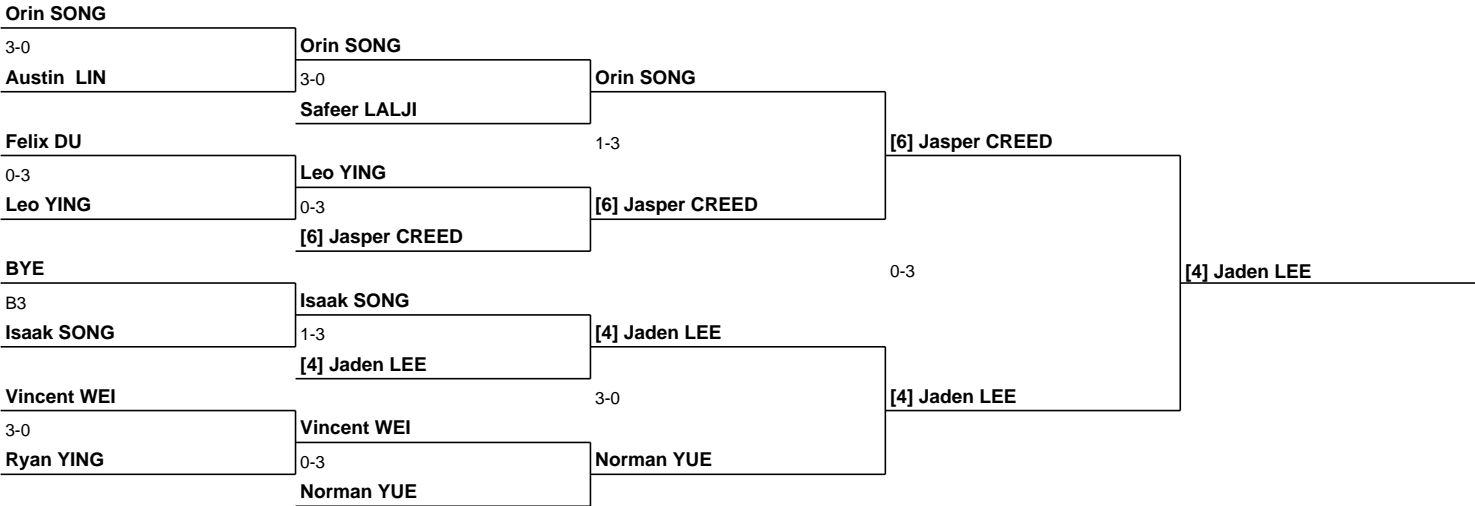 Orin SONG
3-0
Orin SONG
Austin  LIN
3-0
Orin SONG
Safeer LALJI
Felix DU
1-3
[6] Jasper CREED
0-3
Leo YING
Leo YING
0-3
[6] Jasper CREED
[6] Jasper CREED
BYE
0-3
[4] Jaden LEE
B3
Isaak SONG
Isaak SONG
1-3
[4] Jaden LEE
[4] Jaden LEE
Vincent WEI
3-0
[4] Jaden LEE
3-0
Vincent WEI
Ryan YING
0-3
Norman YUE
Norman YUE